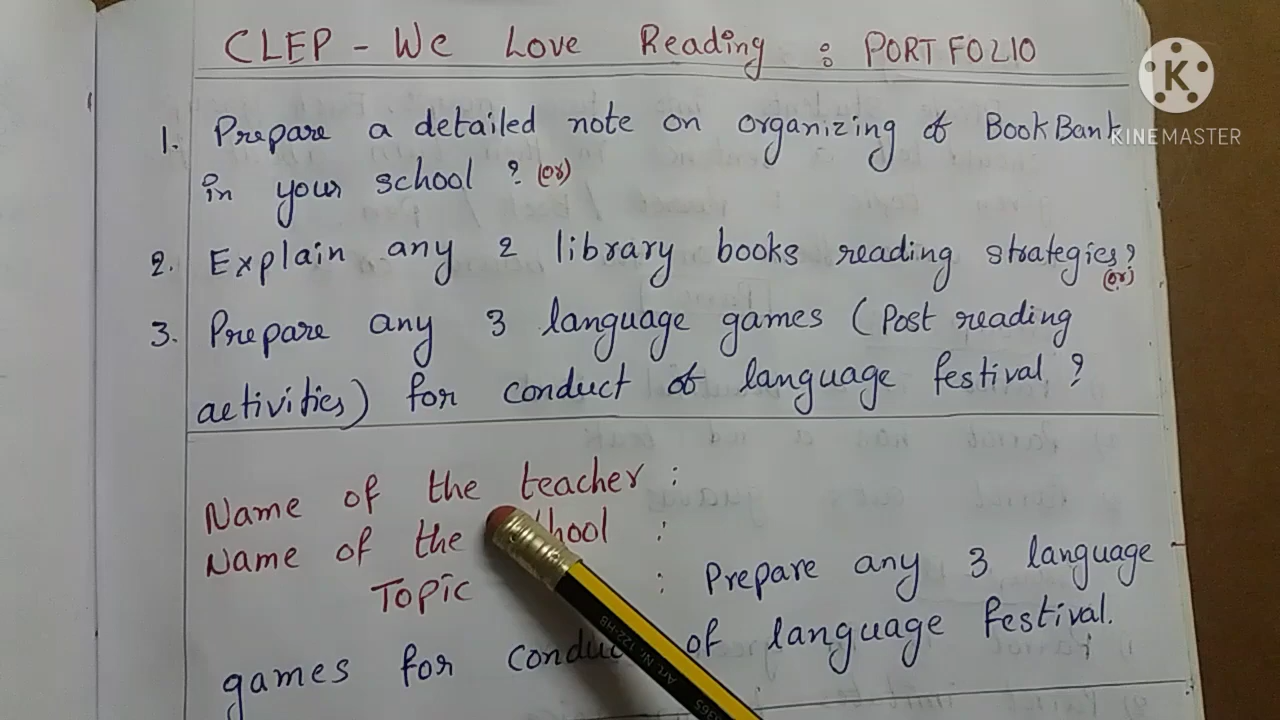 CLEP - We Love Reading : PORTFOLIO
K
KINEMASTER
1. Prepare a detailed note on organizing of Book Bank
in your school ? (or)
2. Explain any 2 library books reading strategies?
(or)
3. Prepare any 3 language games (Post reading
activities) for conduct of language festival ?
Name of the teacher :
Name of the school :
Topic : Prepare any 3 language
games for conduct of language festival.